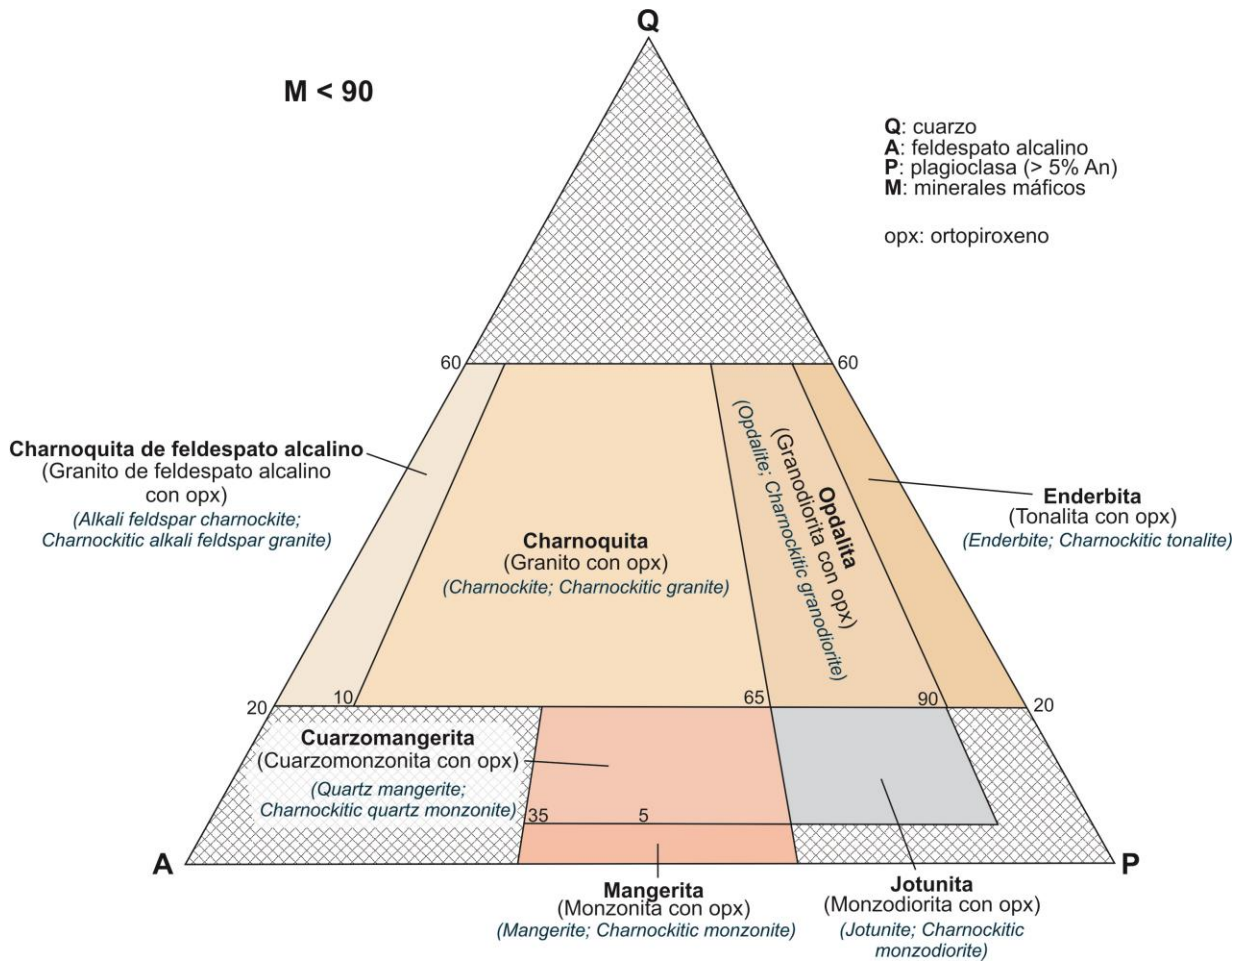 Q
M < 90
Q: cuarzo
A: feldespato alcalino
P: plagioclasa (> 5% An)
M: minerales máficos
opx: ortopiroxeno
60
60
Charnoquita de feldespato alcalino
(Granito de feldespato alcalino
con opx)
(Alkali feldspar charnockite;
Charnockitic alkali feldspar granite)
Charnoquita
(Granito con opx)
(Charnockite; Charnockitic granite)
Opdalita
(Granodiorita con opx)
(Opdalite; Charnockitic granodiorite)
Enderbita
(Tonalita con opx)
(Enderbite; Charnockitic tonalite)
20
10
65
90
20
Cuarzomangerita
(Cuarzomonzonita con opx)
(Quartz mangerite;
Charnockitic quartz monzonite)
35
5
A
P
Mangerita
(Monzonita con opx)
(Mangerite; Charnockitic monzonite)
Jotunita
(Monzodiorita con opx)
(Jotunite; Charnockitic
monzodiorite)